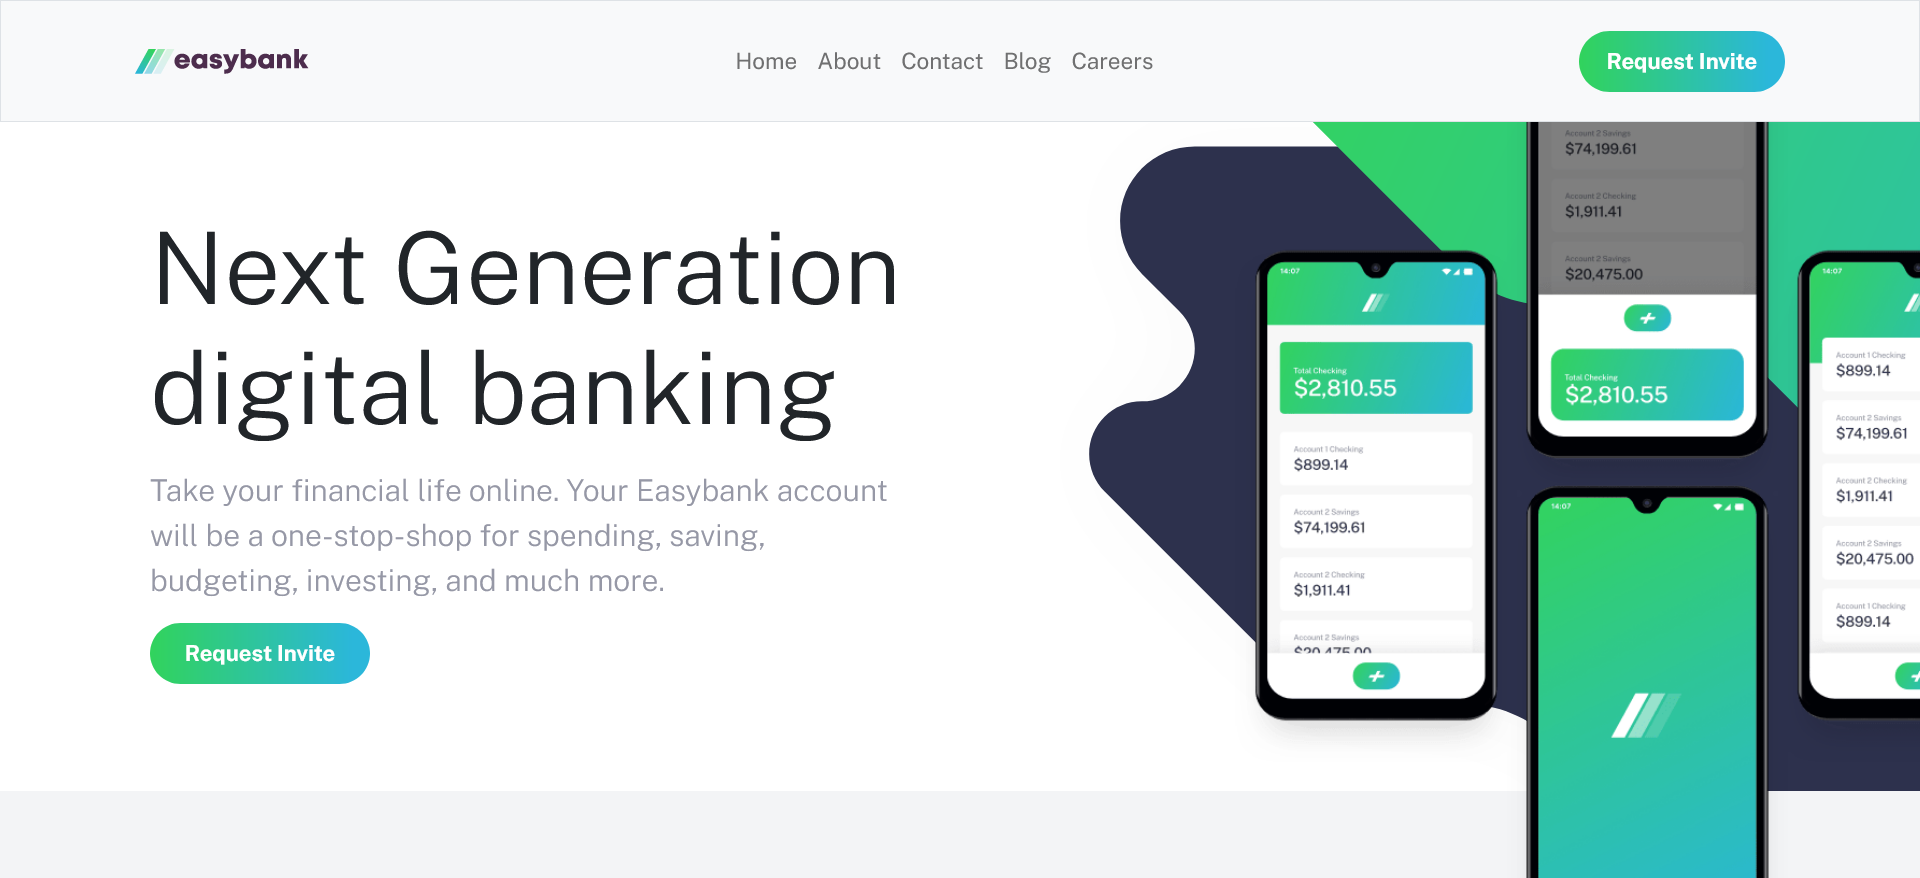 easybank
Home About Contact Blog Careers
Request Invite
Next Generation
digital banking
Take your financial life online. Your Easybank account
will be a one-stop-shop for spending, saving,
budgeting, investing, and much more.
Request Invite
14:07
Total Checking
$2,810.55
Account 1 Checking
$899.14
Account 2 Savings
$74,199.61
Account 2 Checking
$1,911.41
Account 2 Savings
$20,475.00
Account 2 Savings
$74,199.61
Account 2 Checking
$1,911.41
Account 2 Savings
$20,475.00
Total Checking
$2,810.55
14:07
14:07
Account 1 Checking
$899.14
Account 2 Savings
$74,199.61
Account 2 Checking
$1,911.41
Account 2 Savings
$20,475.00
Account 1 Checking
$899.14